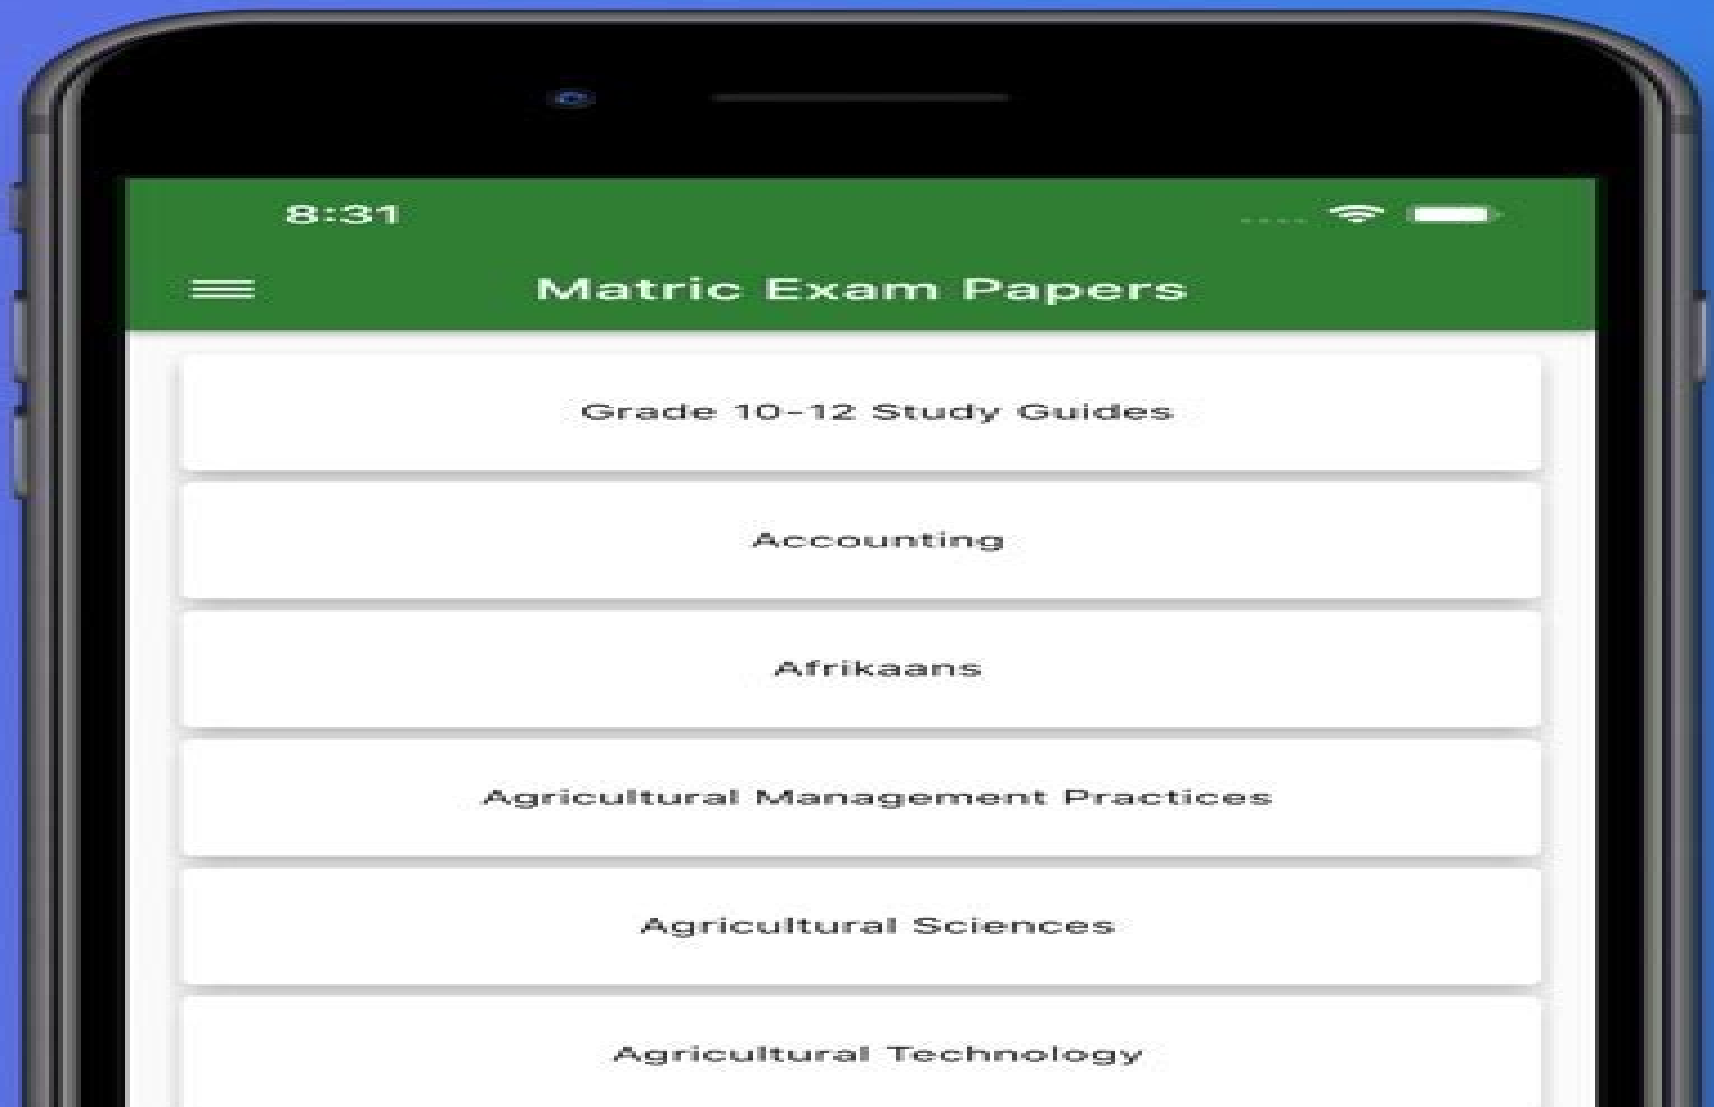 8:31
Matric Exam Papers
Grade 10-12 Study Guides
Accounting
Afrikaans
Agricultural Management Practices
Agricultural Sciences
Agricultural Technology